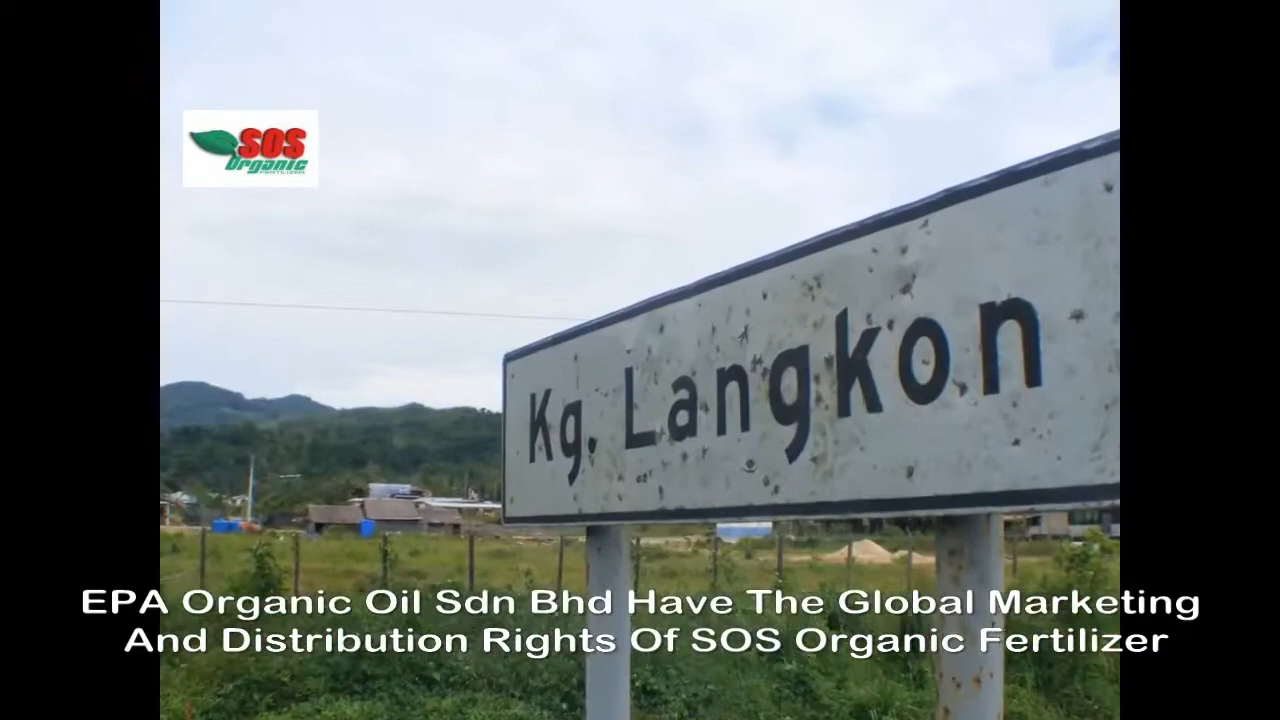 SOS
Organic
FERTILIZER
Kg. Langkon
EPA Organic Oil Sdn Bhd Have The Global Marketing
And Distribution Rights Of SOS Organic Fertilizer